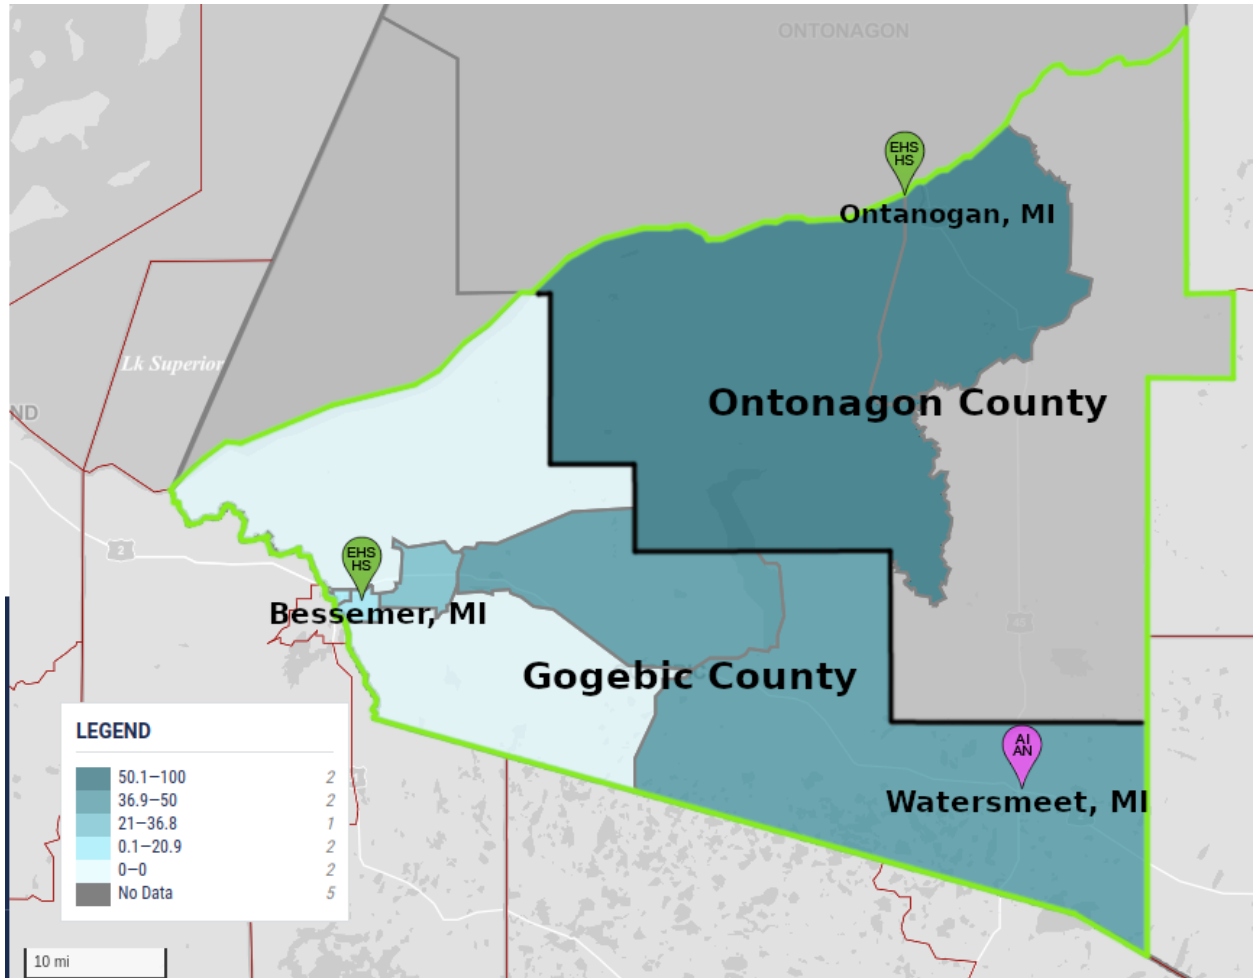 ONTONAGON
EHS
HS
Ontanogan, MI
Lk Superior
ND
Ontonagon County
2
EHS
HS
Bessemer, MI
Gogebic County
AI
AN
Watersmeet, MI
LEGEND
50.1—100 2
36.9—50 2
21—36.8 1
0.1—20.9 2
0—0 2
No Data 5
10 mi